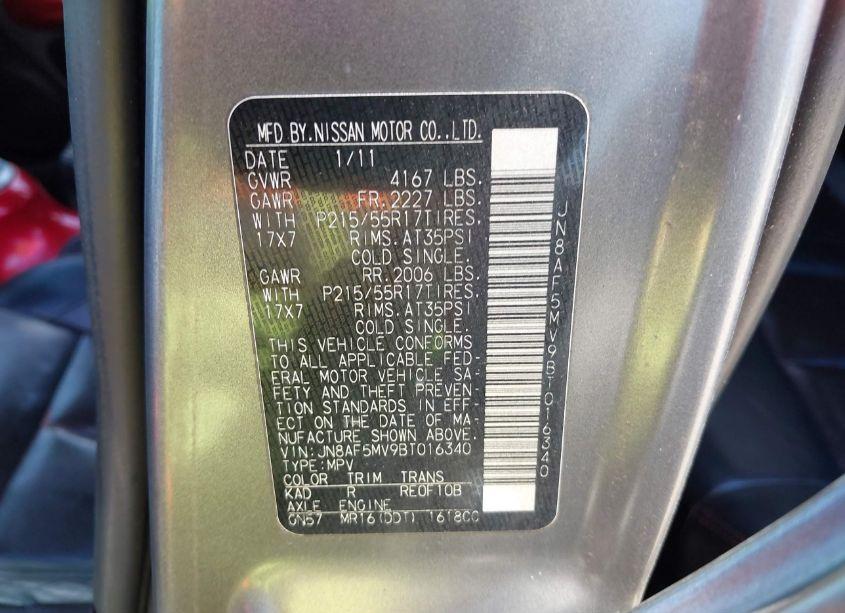 MFD BY.NISSAN MOTOR CO.,LTD.
DATE 1/11
GVWR 4167 LBS.
GAWR FR.2227 LBS.
WITH P215/55R17TIRES.
17X7 RIMS.AT35PSI
COLD SINGLE.
GAWR RR.2006 LBS.
WITH P215/55R17TIRES.
17X7 RIMS.AT35PSI
COLD SINGLE.
THIS VEHICLE CONFORMS
TO ALL APPLICABLE FED-
ERAL MOTOR VEHICLE SA-
FETY AND THEFT PREVEN-
TION STANDARDS IN EFF-
ECT ON THE DATE OF MA-
NUFACTURE SHOWN ABOVE.
VIN:JN8AF5MV9BT016340
TYPE:MPV
COLOR TRIM TRANS
KAD R RE0F10B
AXLE ENGINE
GN57 MR16(DDT) 1618CC
JN8AF5MV9BT016340